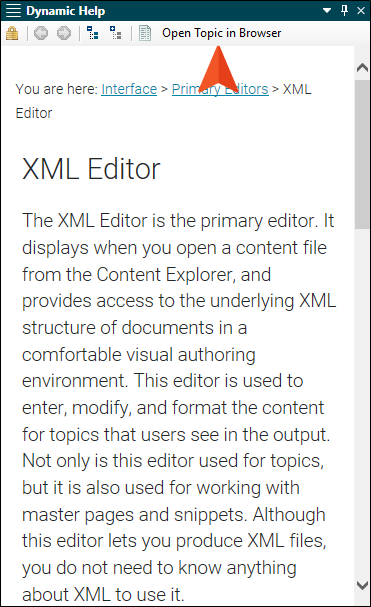 Dynamic Help
Open Topic in Browser
You are here: Interface > Primary Editors > XML
Editor
XML Editor
The XML Editor is the primary editor. It
displays when you open a content file
from the Content Explorer, and
provides access to the underlying XML
structure of documents in a
comfortable visual authoring
environment. This editor is used to
enter, modify, and format the content
for topics that users see in the output.
Not only is this editor used for topics,
but it is also used for working with
master pages and snippets. Although
this editor lets you produce XML files,
you do not need to know anything
about XML to use it.